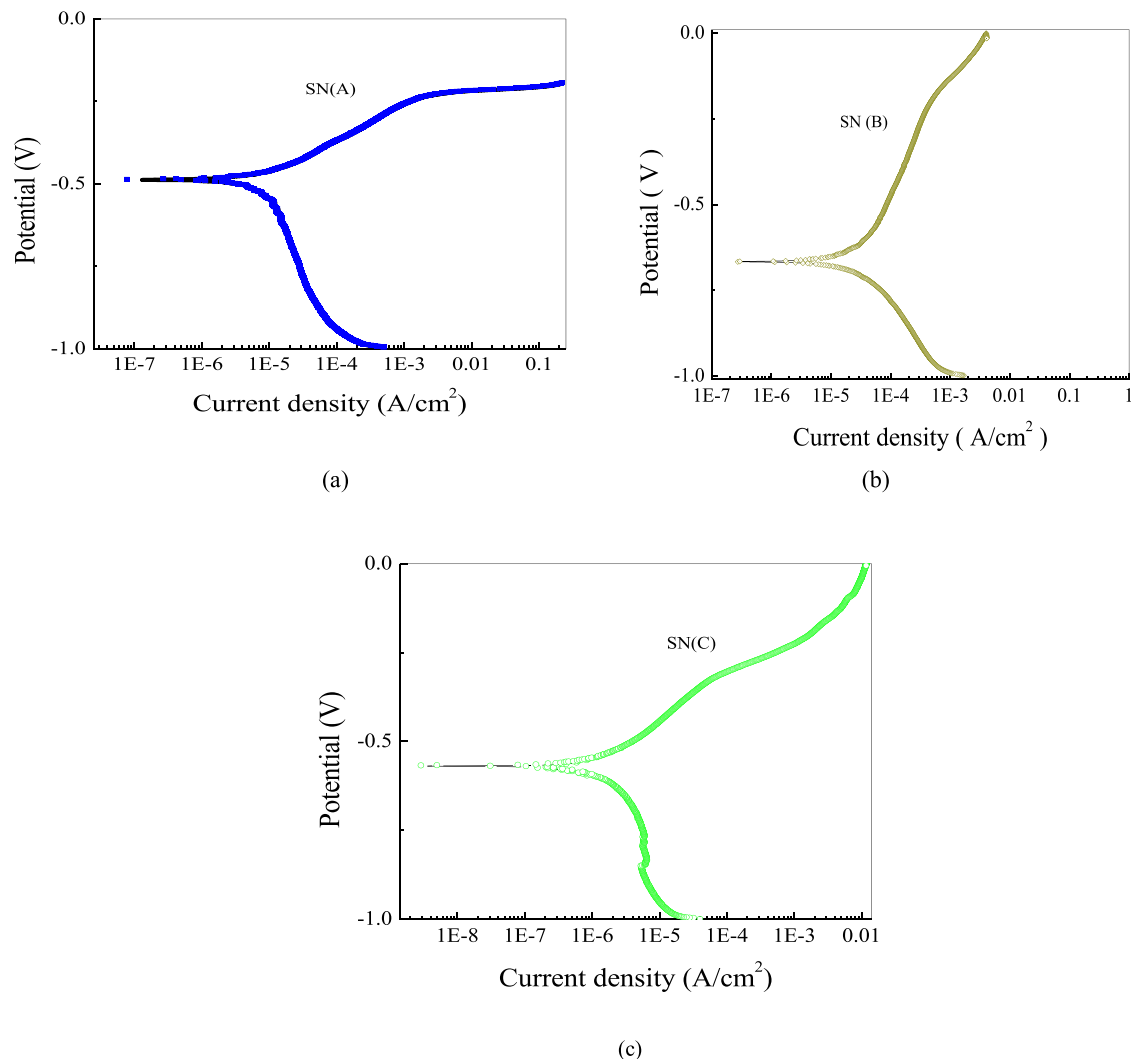 0.0
SN(A)
-0.5
-1.0
Potential (V)
1E-7 1E-6 1E-5 1E-4 1E-3 0.01 0.1
Current density (A/cm²)
(a)
0.0
SN (B)
-0.5
-1.0
Potential ( V )
1E-7 1E-6 1E-5 1E-4 1E-3 0.01 0.1 1
Current density ( A/cm² )
(b)
0.0
SN(C)
-0.5
-1.0
Potential (V)
1E-8 1E-7 1E-6 1E-5 1E-4 1E-3 0.01
Current density (A/cm²)
(c)